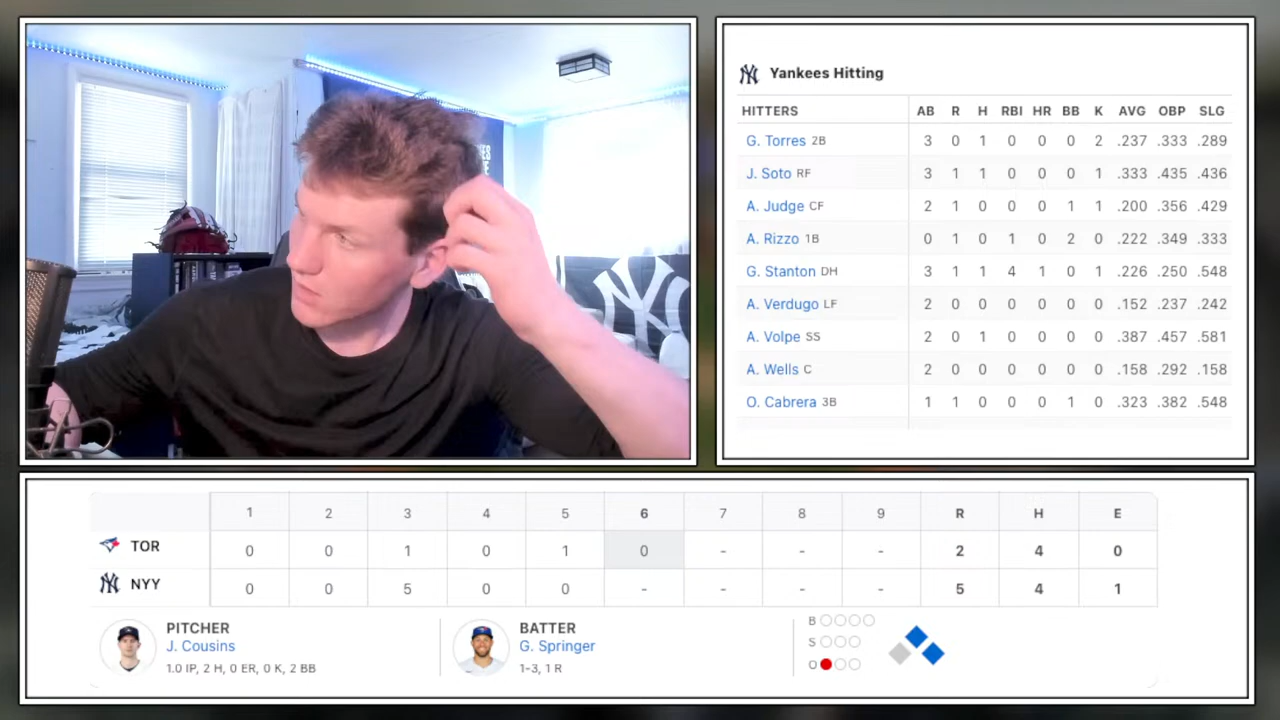 Yankees Hitting
HITTERS AB R H RBI HR BB K AVG OBP SLG
G. Torres 2B 3 1 1 0 0 0 2 .237 .333 .289
J. Soto RF 3 1 1 0 0 0 1 .333 .435 .436
A. Judge CF 2 1 0 0 0 1 1 .200 .356 .429
A. Rizzo 1B 0 0 1 0 2 0 .222 .349 .333
G. Stanton DH 3 1 1 4 1 0 1 .226 .250 .548
A. Verdugo LF 2 0 0 0 0 0 0 .152 .237 .242
A. Volpe SS 2 0 1 0 0 0 0 .387 .457 .581
A. Wells C 2 0 0 0 0 0 0 .158 .292 .158
O. Cabrera 3B 1 1 0 0 0 1 0 .323 .382 .548
1 2 3 4 5 6 7 8 9 R H E
TOR 0 0 1 0 1 0 - - - 2 4 0
NYY 0 0 5 0 0 - - - - 5 4 1
PITCHER
J. Cousins
1.0 IP, 2 H, 0 ER, 0 K, 2 BB
BATTER
G. Springer
1-3, 1 R
B
S
O